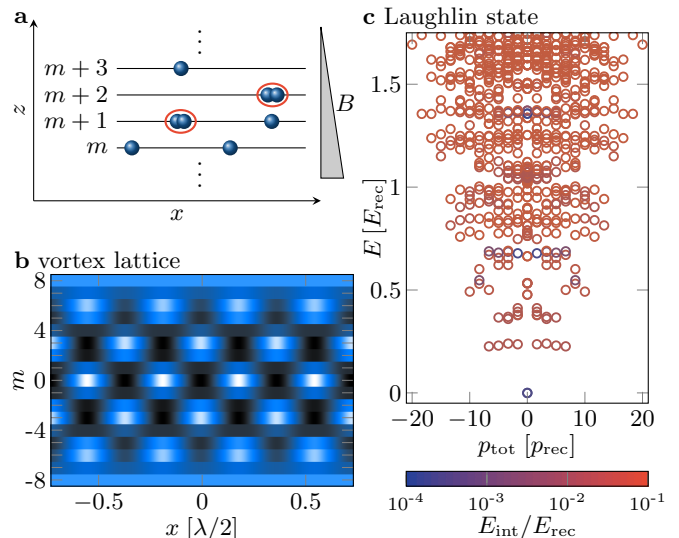 a
m + 3
m + 2
m + 1
m
z
x
B
b vortex lattice
8
4
0
-4
-8
m
−0.5
0
0.5
x [λ/2]
c Laughlin state
1.5
1
0.5
0
E [E_rec]
−20
−10
0
10
20
p_tot [p_rec]
10^-4
10^-3
10^-2
10^-1
E_int/E_rec